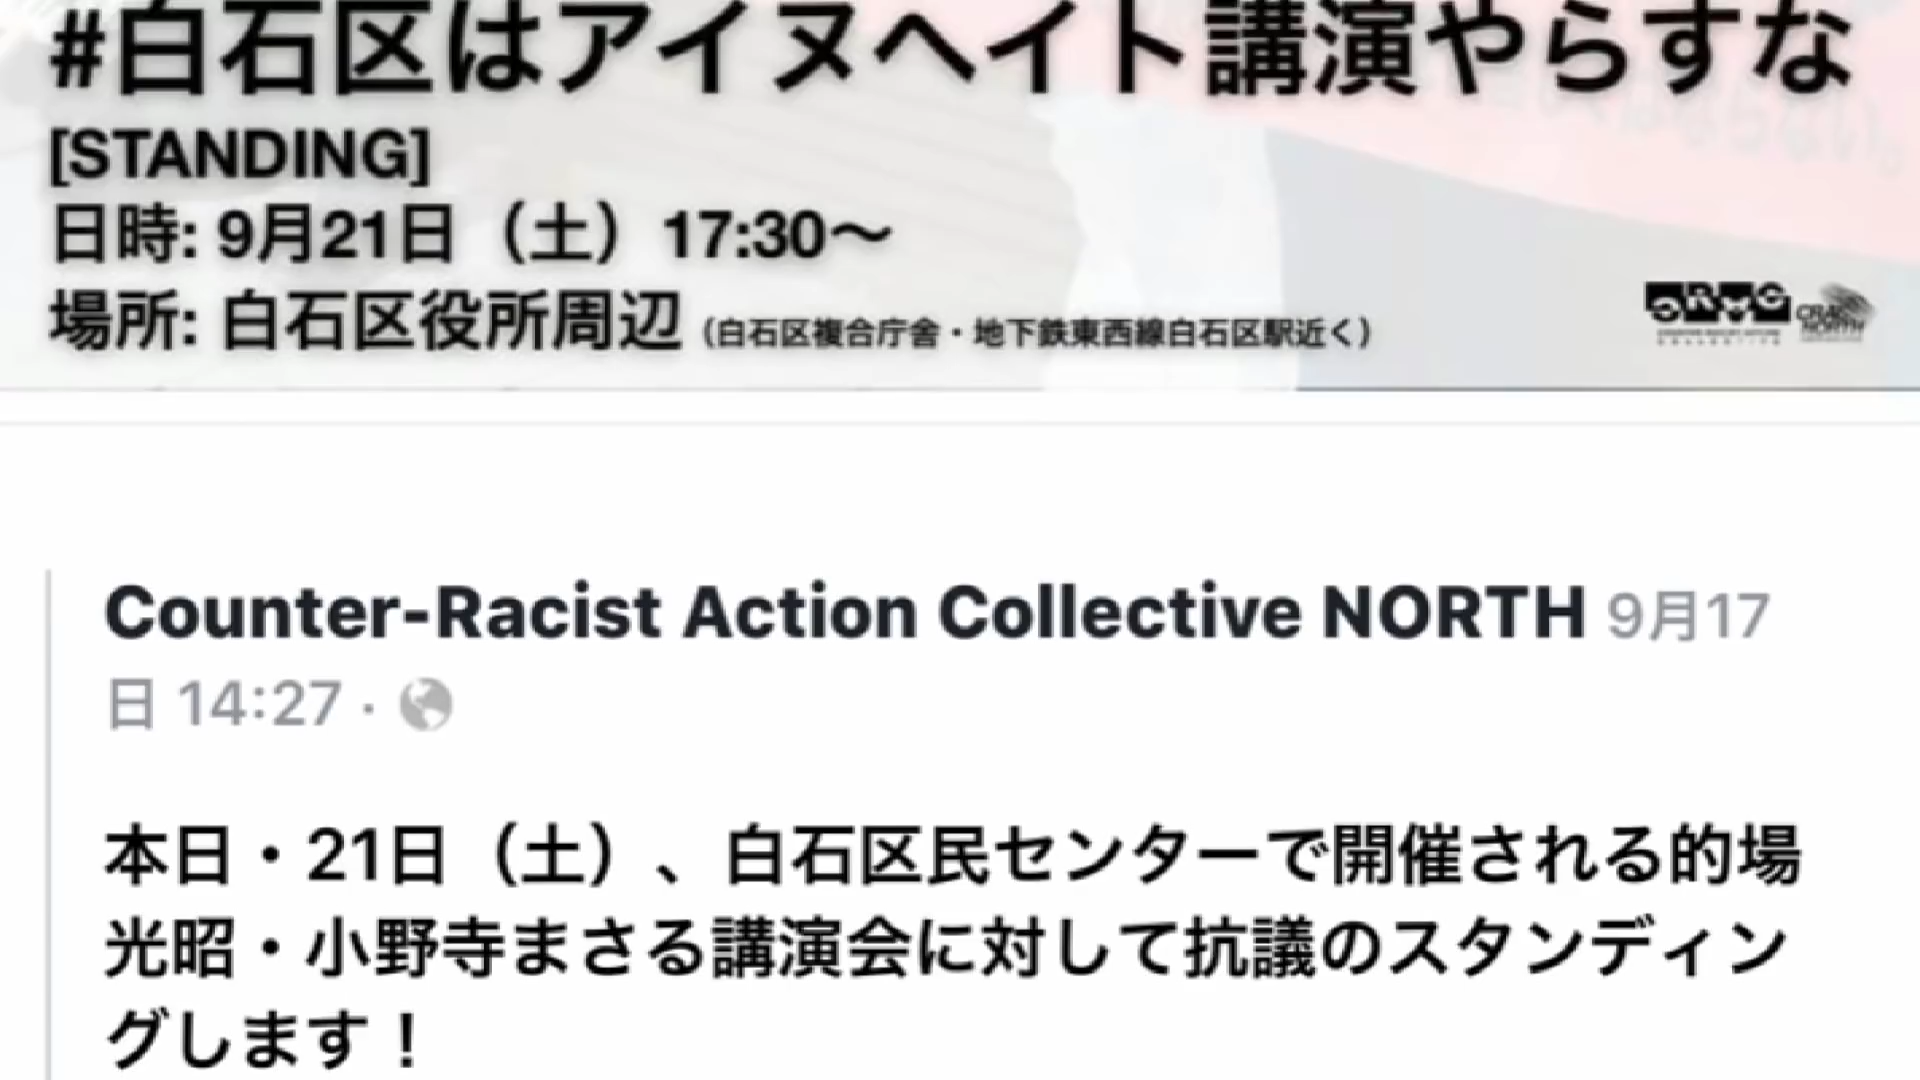 #白石区はアイヌヘイト講演やらすな
[STANDING]
日時: 9月21日（土）17:30〜
場所: 白石区役所周辺（白石区複合庁舎・地下鉄東西線白石区駅近く）
Counter-Racist Action Collective NORTH 9月17
日 14:27 ·
本日・21日（土）、白石区民センターで開催される的場
光昭・小野寺まさる講演会に対して抗議のスタンディン
グします！